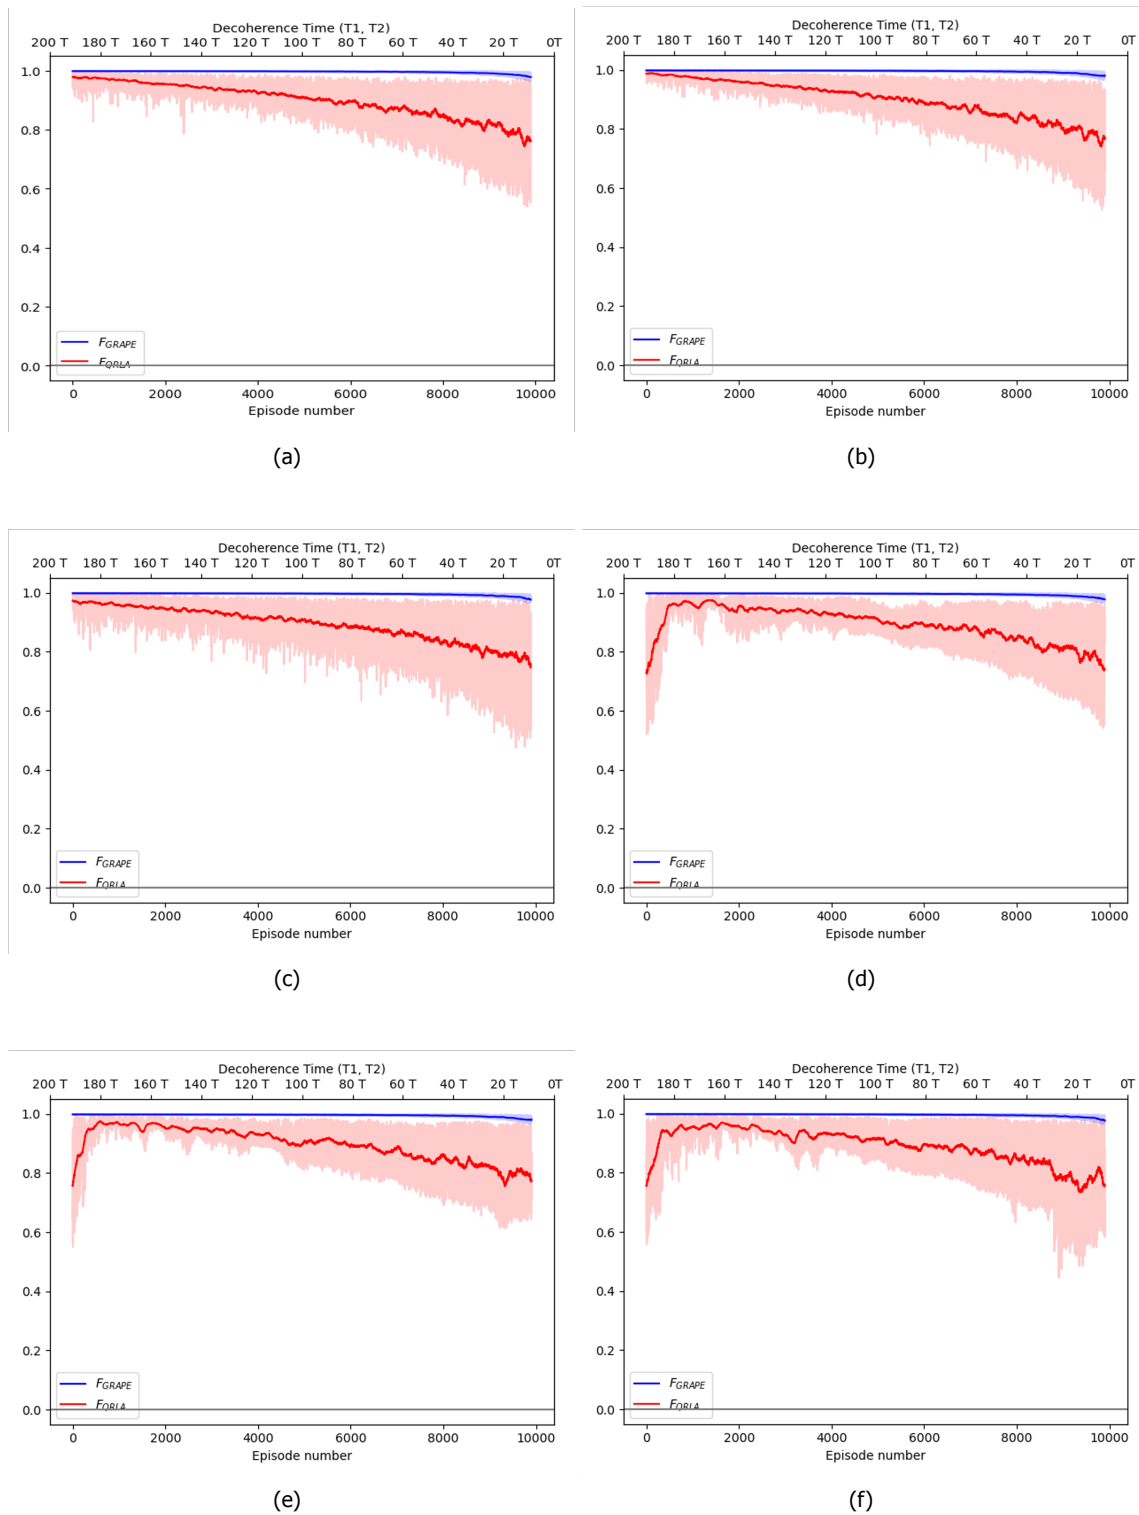 Decoherence Time (T1, T2)
200 T 180 T 160 T 140 T 120 T 100 T 80 T 60 T 40 T 20 T 0T
1.0
0.8
0.6
0.4
0.2
0.0
F_GRAPE
F_QRLA
0 2000 4000 6000 8000 10000
Episode number
(a)
Decoherence Time (T1, T2)
200 T 180 T 160 T 140 T 120 T 100 T 80 T 60 T 40 T 20 T 0T
1.0
0.8
0.6
0.4
0.2
0.0
F_GRAPE
F_QRLA
0 2000 4000 6000 8000 10000
Episode number
(b)
Decoherence Time (T1, T2)
200 T 180 T 160 T 140 T 120 T 100 T 80 T 60 T 40 T 20 T 0T
1.0
0.8
0.6
0.4
0.2
0.0
F_GRAPE
F_QRLA
0 2000 4000 6000 8000 10000
Episode number
(c)
Decoherence Time (T1, T2)
200 T 180 T 160 T 140 T 120 T 100 T 80 T 60 T 40 T 20 T 0T
1.0
0.8
0.6
0.4
0.2
0.0
F_GRAPE
F_QRLA
0 2000 4000 6000 8000 10000
Episode number
(d)
Decoherence Time (T1, T2)
200 T 180 T 160 T 140 T 120 T 100 T 80 T 60 T 40 T 20 T 0T
1.0
0.8
0.6
0.4
0.2
0.0
F_GRAPE
F_QRLA
0 2000 4000 6000 8000 10000
Episode number
(e)
Decoherence Time (T1, T2)
200 T 180 T 160 T 140 T 120 T 100 T 80 T 60 T 40 T 20 T 0T
1.0
0.8
0.6
0.4
0.2
0.0
F_GRAPE
F_QRLA
0 2000 4000 6000 8000 10000
Episode number
(f)